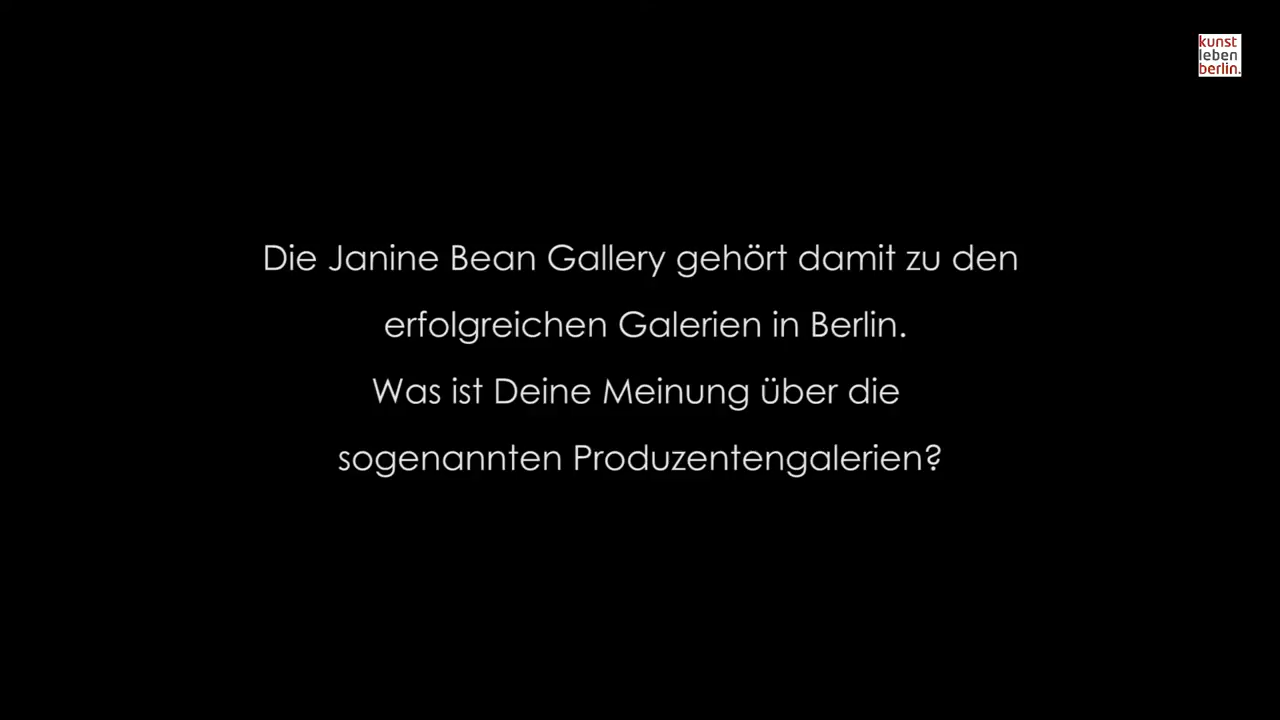 kunst
leben
berlin.
Die Janine Bean Gallery gehört damit zu den
erfolgreichen Galerien in Berlin.
Was ist Deine Meinung über die
sogenannten Produzentengalerien?